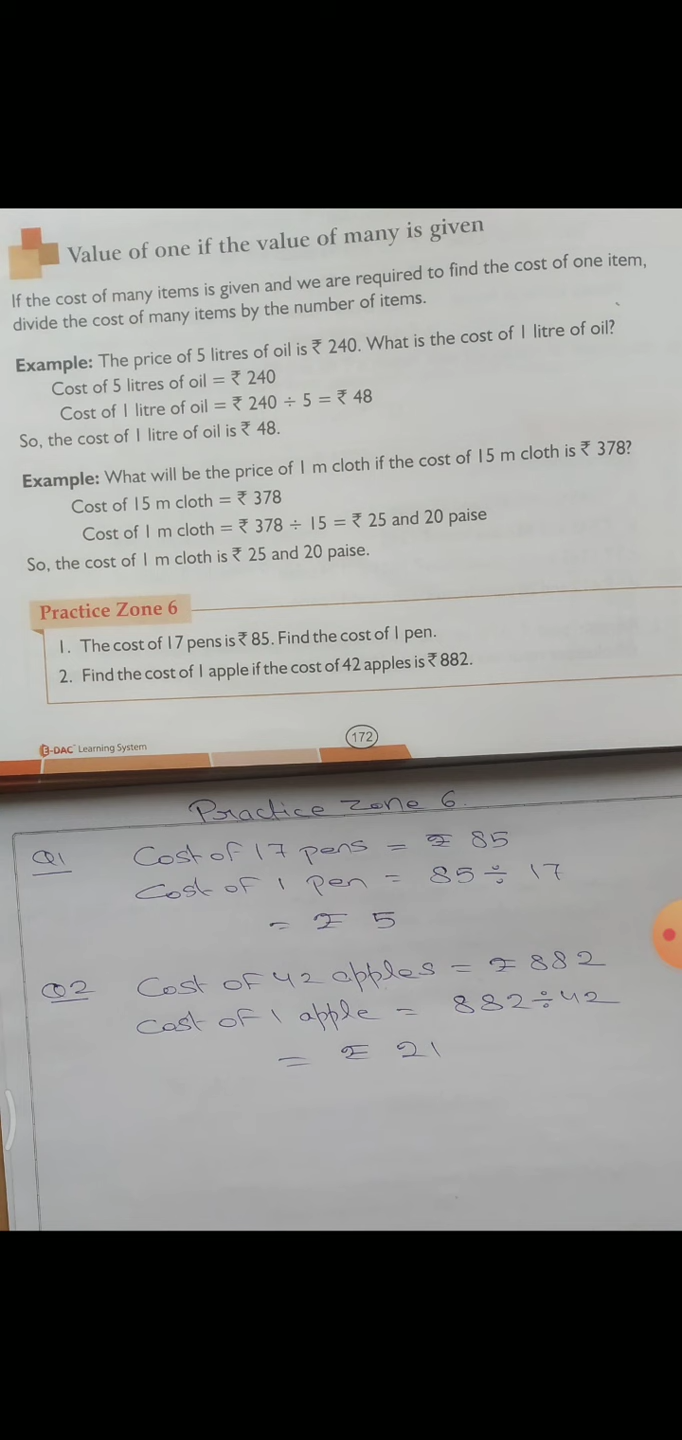 Value of one if the value of many is given
If the cost of many items is given and we are required to find the cost of one item,
divide the cost of many items by the number of items.
Example: The price of 5 litres of oil is ₹ 240. What is the cost of 1 litre of oil?
Cost of 5 litres of oil = ₹ 240
Cost of 1 litre of oil = ₹ 240 ÷ 5 = ₹ 48
So, the cost of 1 litre of oil is ₹ 48.
Example: What will be the price of 1 m cloth if the cost of 15 m cloth is ₹ 378?
Cost of 15 m cloth = ₹ 378
Cost of 1 m cloth = ₹ 378 ÷ 15 = ₹ 25 and 20 paise
So, the cost of 1 m cloth is ₹ 25 and 20 paise.
Practice Zone 6
1. The cost of 17 pens is ₹ 85. Find the cost of 1 pen.
2. Find the cost of 1 apple if the cost of 42 apples is ₹ 882.
E-DAC Learning System
172
Practice Zone 6.
Q1 Cost of 17 pens = ₹ 85
Cost of 1 pen = 85 ÷ 17
= ₹ 5
Q2 Cost of 42 apples = ₹ 882
Cost of 1 apple = 882 ÷ 42
= ₹ 21